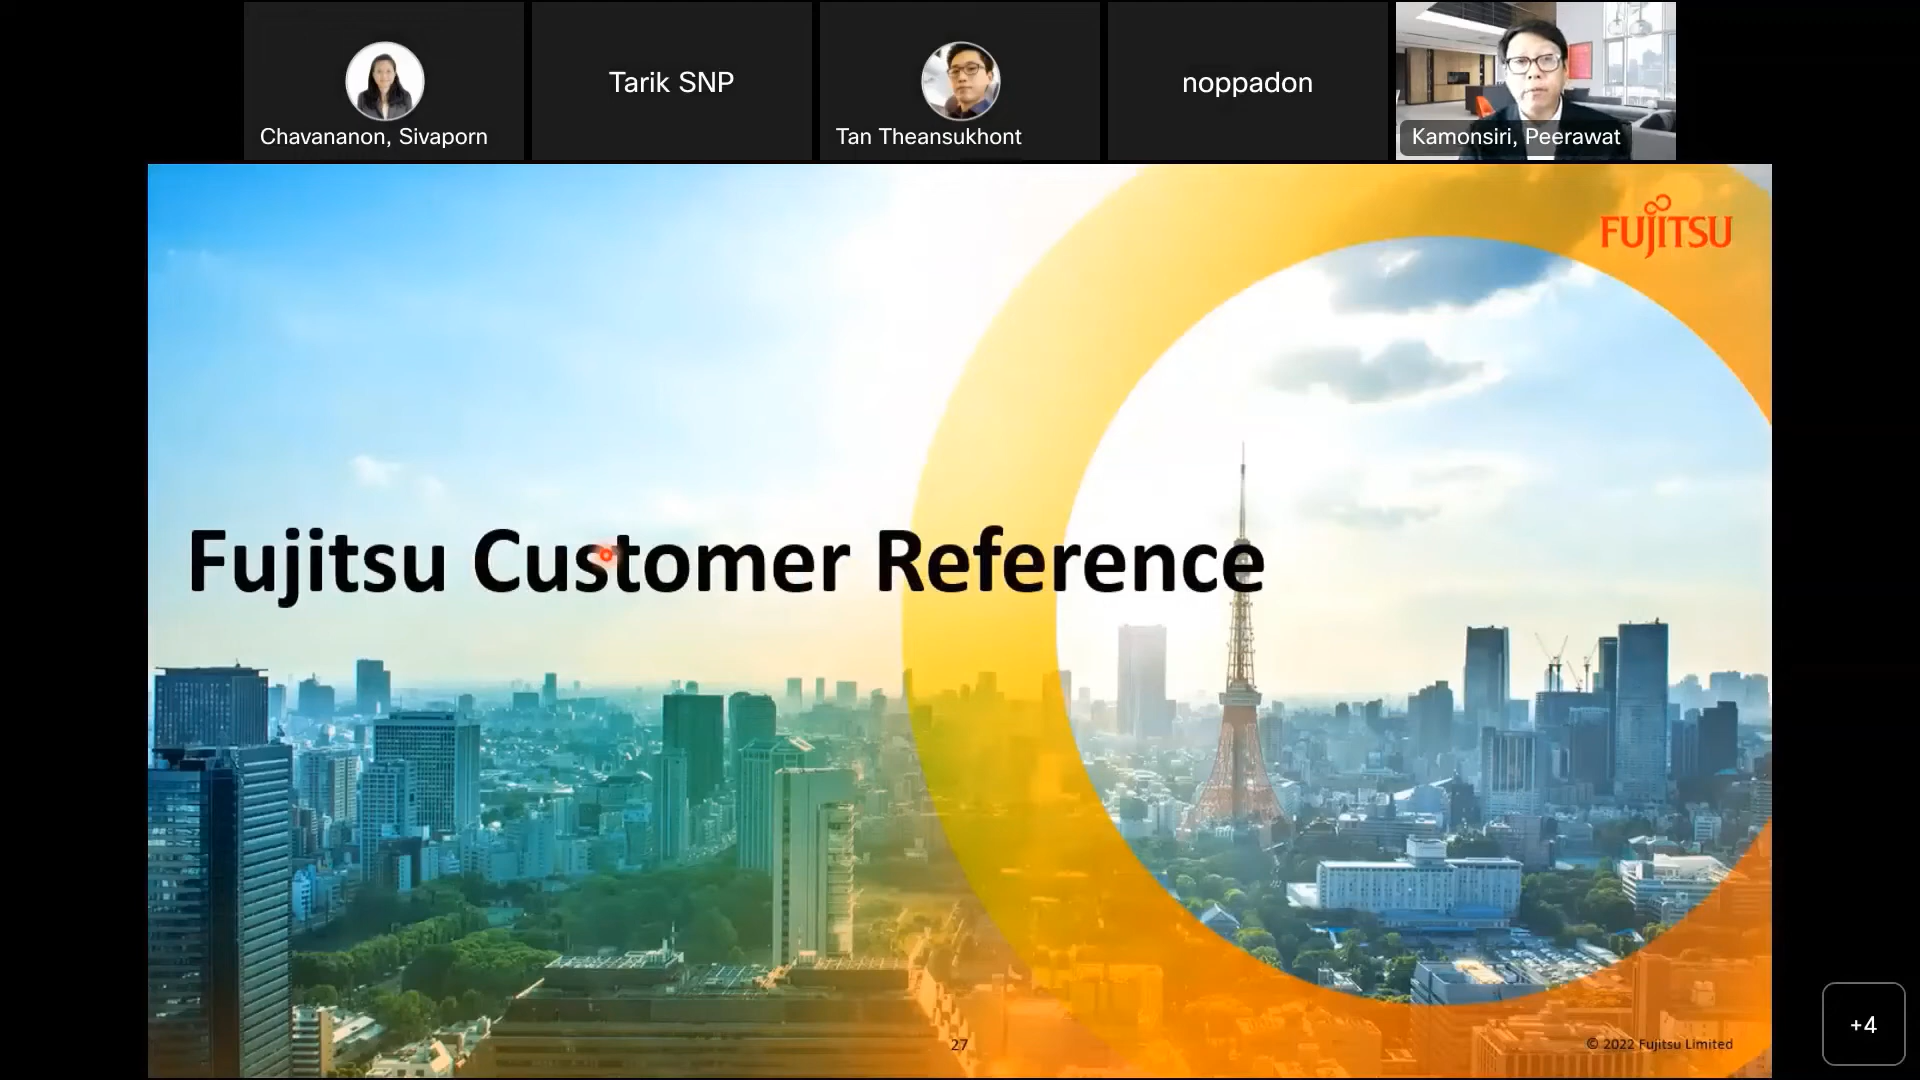 Chavananon, Sivaporn
Tarik SNP
Tan Theansukhont
noppadon
Kamonsiri, Peerawat
FUJITSU
Fujitsu Customer Reference
27
© 2022 Fujitsu Limited
+4